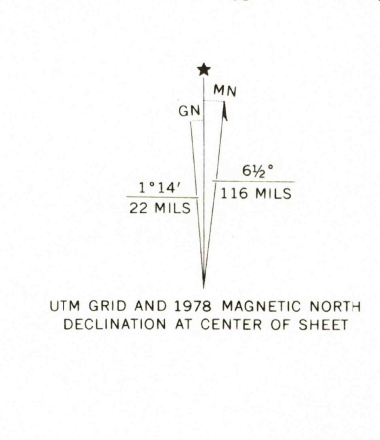 ★
MN
GN
6½°
116 MILS
1°14′
22 MILS
UTM GRID AND 1978 MAGNETIC NORTH
DECLINATION AT CENTER OF SHEET